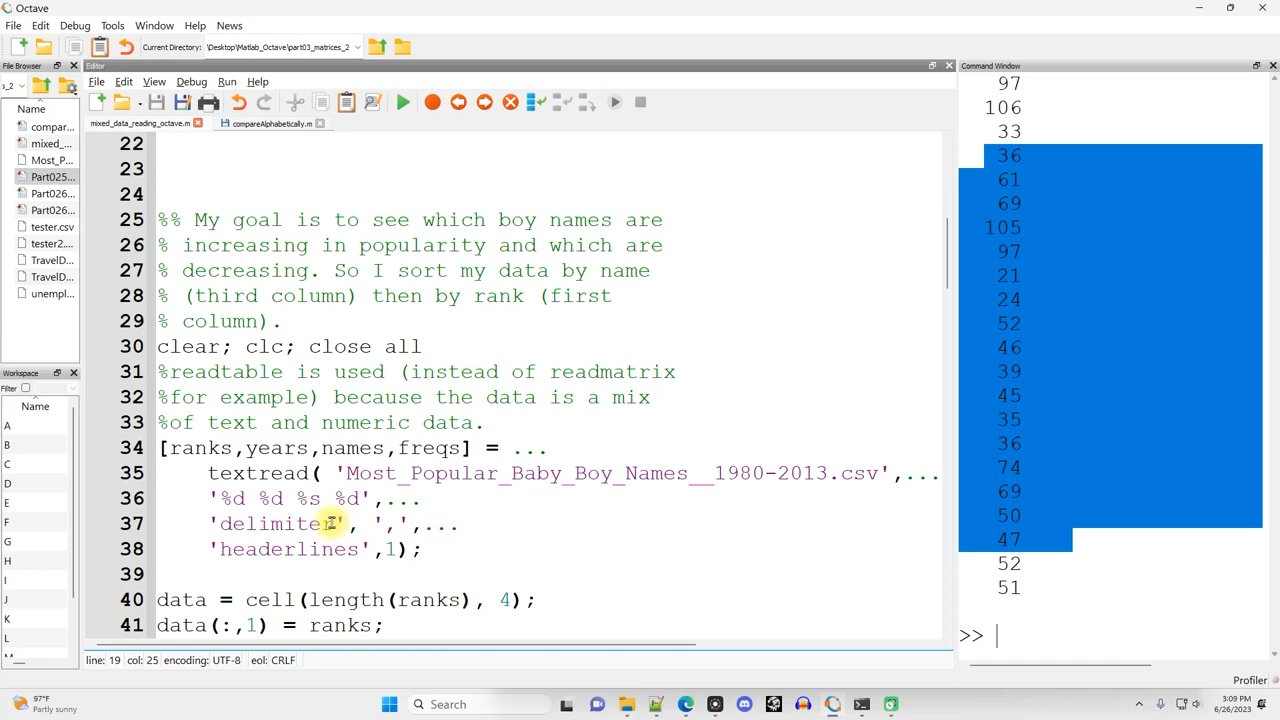 Octave
File Edit Debug Tools Window Help News
Current Directory: \Desktop\Matlab_Octave\part03_matrices_2
File Browser
Editor
Command Window
s_2
File Edit View Debug Run Help
Name
compar...
mixed_...
Most_P...
Part025...
Part026...
Part026...
tester.csv
tester2....
TravelD...
TravelD...
unempl...
mixed_data_reading_octave.m
compareAlphabetically.m
22
23
24
25 %% My goal is to see which boy names are
26 % increasing in popularity and which are
27 % decreasing. So I sort my data by name
28 % (third column) then by rank (first
29 % column).
30 clear; clc; close all
31 %readtable is used (instead of readmatrix
32 %for example) because the data is a mix
33 %of text and numeric data.
34 [ranks,years,names,freqs] = ...
35 textread( 'Most_Popular_Baby_Boy_Names__1980-2013.csv',...
36 '%d %d %s %d',...
37 'delimiter', ',',...
38 'headerlines',1);
39
40 data = cell(length(ranks), 4);
41 data(:,1) = ranks;
Workspace
Filter
Name
A
B
C
D
E
F
G
H
I
J
K
L
97
106
33
36
61
69
105
97
21
24
52
46
39
45
35
36
74
69
50
47
52
51
>>
line: 19 col: 25 encoding: UTF-8 eol: CRLF
Profiler
97°F
Partly sunny
Search
3:09 PM
6/26/2023